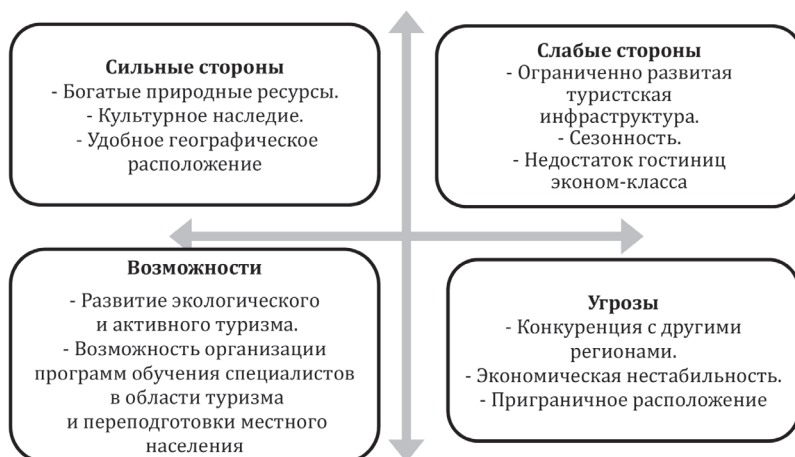 Сильные стороны
- Богатые природные ресурсы.
- Культурное наследие.
- Удобное географическое
расположение
Слабые стороны
- Ограниченно развитая
туристская
инфраструктура.
- Сезонность.
- Недостаток гостиниц
эконом-класса
Возможности
- Развитие экологического
и активного туризма.
- Возможность организации
программ обучения специалистов
в области туризма
и переподготовки местного
населения
Угрозы
- Конкуренция с другими
регионами.
- Экономическая нестабильность.
- Приграничное расположение